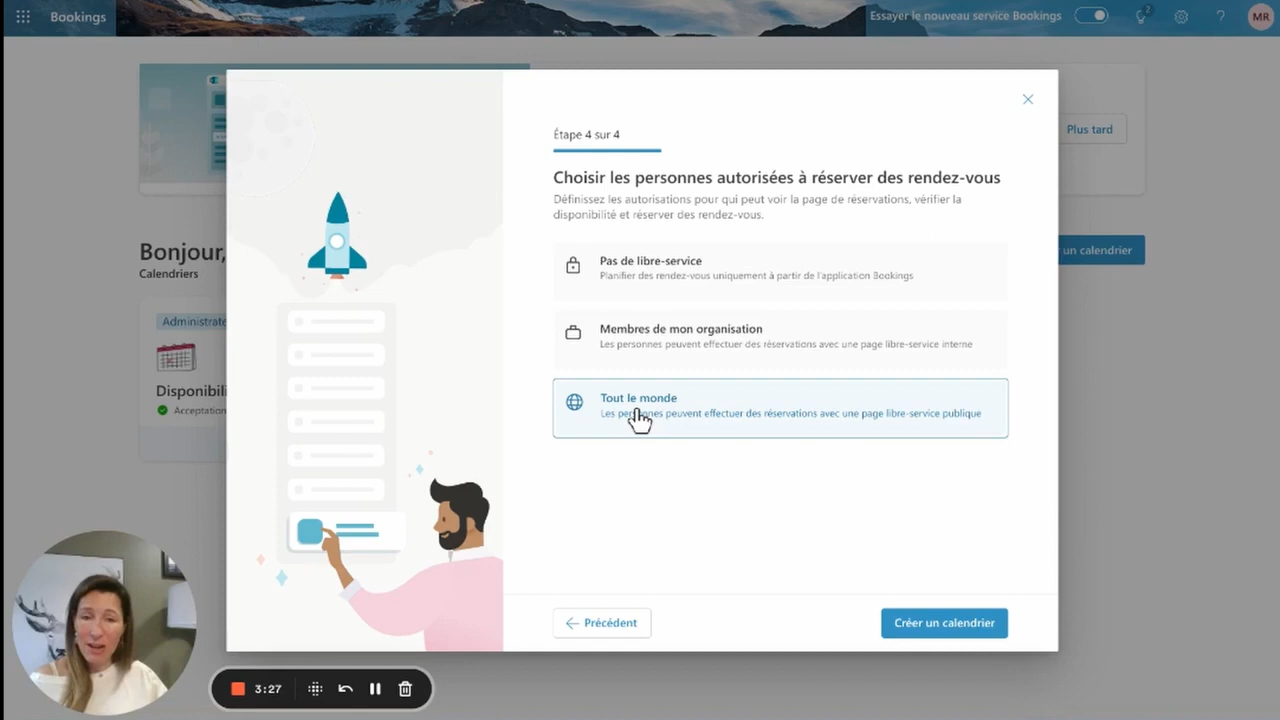 Bookings
Essayer le nouveau service Bookings
2
?
MR
Plus tard
Étape 4 sur 4
Choisir les personnes autorisées à réserver des rendez-vous
Définissez les autorisations pour qui peut voir la page de réservations, vérifier la
disponibilité et réserver des rendez-vous.
Bonjour,
Calendriers
un calendrier
Pas de libre-service
Planifier des rendez-vous uniquement à partir de l'application Bookings
Administrate
Membres de mon organisation
Les personnes peuvent effectuer des réservations avec une page libre-service interne
Disponibili
Acceptation
Tout le monde
Les personnes peuvent effectuer des réservations avec une page libre-service publique
Précédent
Créer un calendrier
3:27